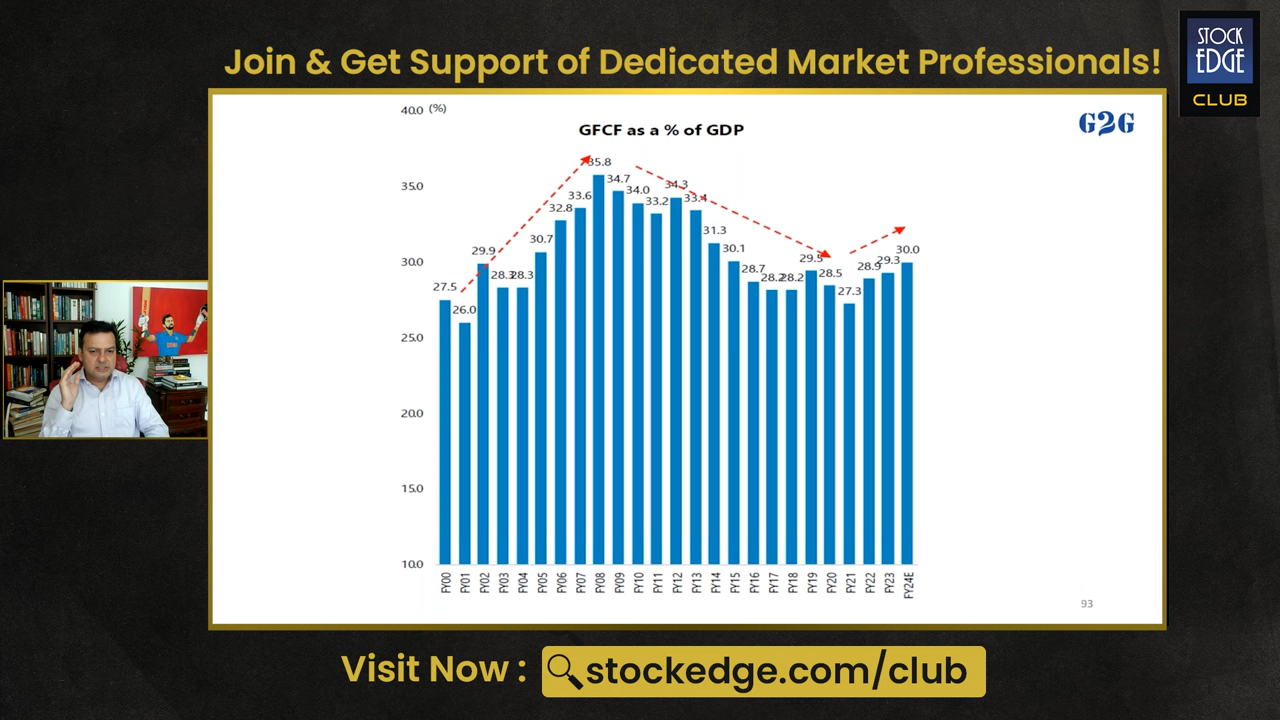 Join & Get Support of Dedicated Market Professionals!
STOCK
EDGE
CLUB
40.0 (%)
GFCF as a % of GDP
G2G
35.0
30.0
25.0
20.0
15.0
10.0
27.5
26.0
29.9
28.3
28.3
30.7
32.8
33.6
35.8
34.7
34.0
33.2
34.3
33.4
31.3
30.1
28.7
28.2
28.2
29.5
28.5
27.3
28.9
29.3
30.0
FY00
FY01
FY02
FY03
FY04
FY05
FY06
FY07
FY08
FY09
FY10
FY11
FY12
FY13
FY14
FY15
FY16
FY17
FY18
FY19
FY20
FY21
FY22
FY23
FY24E
93
Visit Now :
stockedge.com/club